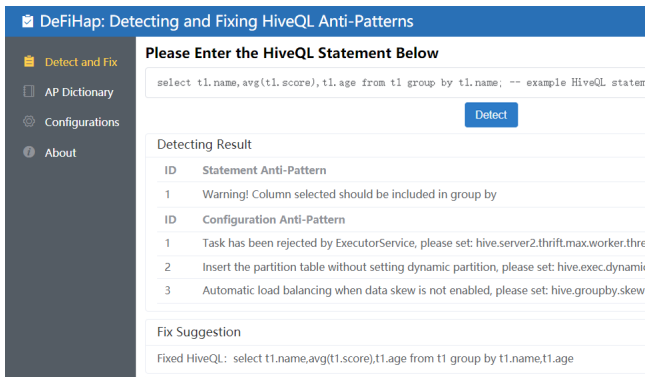 DeFiHap: Detecting and Fixing HiveQL Anti-Patterns
Detect and Fix
AP Dictionary
Configurations
About
Please Enter the HiveQL Statement Below
select t1.name,avg(t1.score),t1.age from t1 group by t1.name; -- example HiveQL statem
Detect
Detecting Result
ID Statement Anti-Pattern
1 Warning! Column selected should be included in group by
ID Configuration Anti-Pattern
1 Task has been rejected by ExecutorService, please set: hive.server2.thrift.max.worker.thre
2 Insert the partition table without setting dynamic partition, please set: hive.exec.dynamic
3 Automatic load balancing when data skew is not enabled, please set: hive.groupby.skew
Fix Suggestion
Fixed HiveQL: select t1.name,avg(t1.score),t1.age from t1 group by t1.name,t1.age